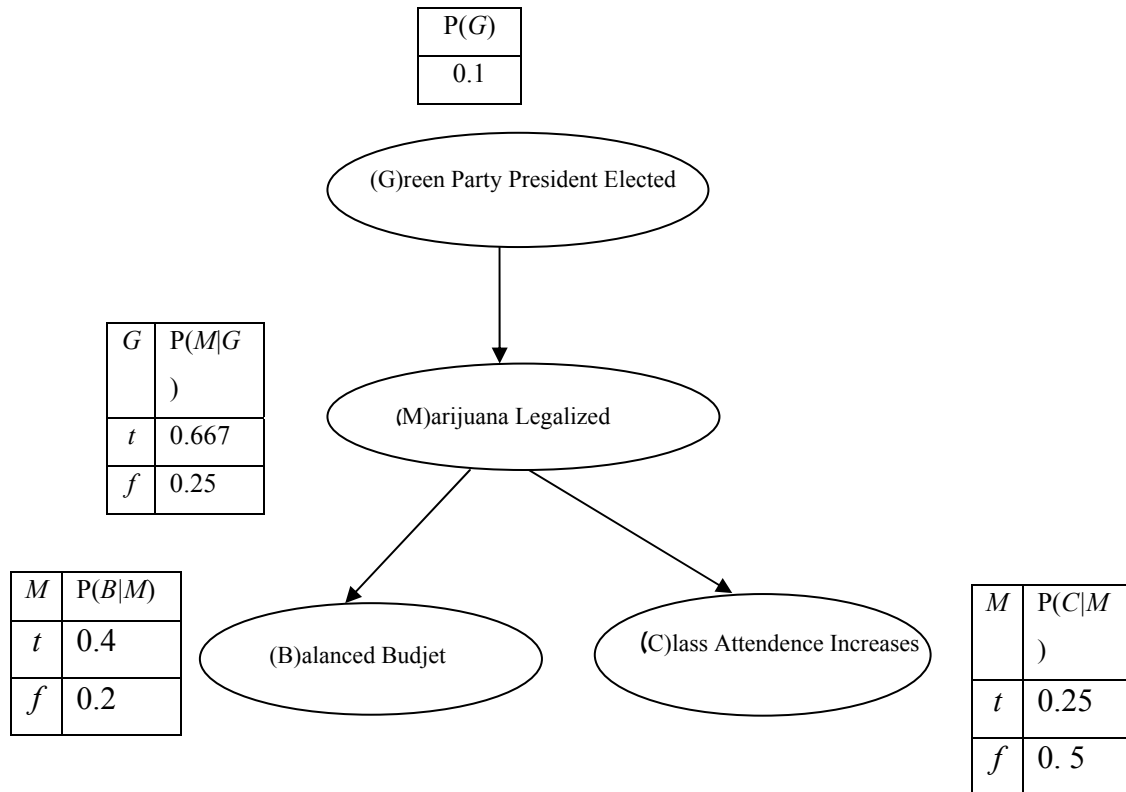 P(G)
0.1
(G)reen Party President Elected
G P(M|G
)
t 0.667
f 0.25
(M)arijuana Legalized
M P(B|M)
t 0.4
f 0.2
(B)alanced Budjet
(C)lass Attendence Increases
M P(C|M
)
t 0.25
f 0. 5